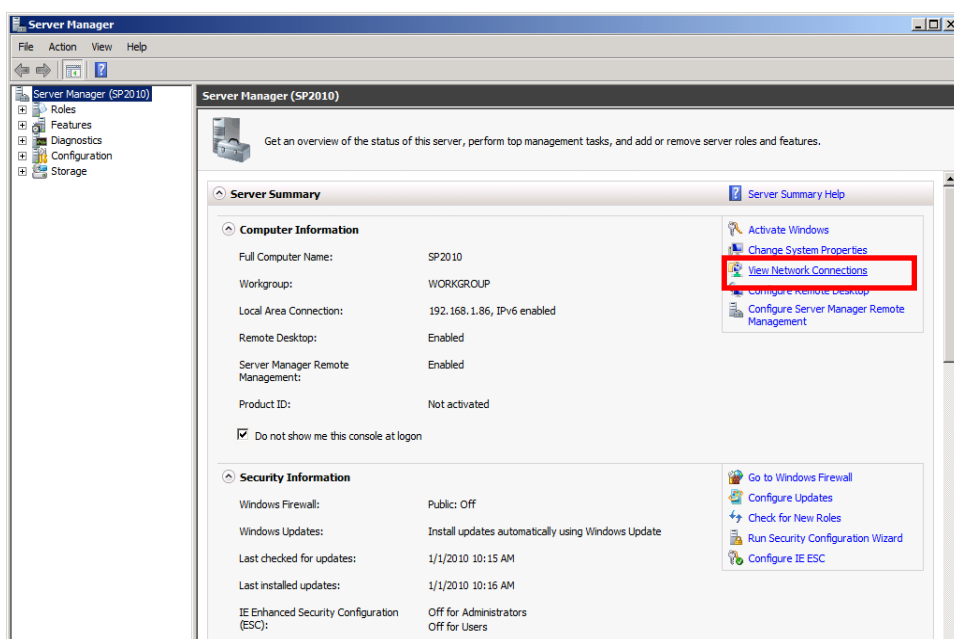 Server Manager
File Action View Help
Server Manager (SP2010)
Roles
Features
Diagnostics
Configuration
Storage
Server Manager (SP2010)
Get an overview of the status of this server, perform top management tasks, and add or remove server roles and features.
Server Summary
Server Summary Help
Computer Information
Full Computer Name: SP2010
Workgroup: WORKGROUP
Local Area Connection: 192.168.1.86, IPv6 enabled
Remote Desktop: Enabled
Server Manager Remote Enabled
Management:
Product ID: Not activated
Do not show me this console at logon
Activate Windows
Change System Properties
View Network Connections
Configure Remote Desktop
Configure Server Manager Remote
Management
Security Information
Windows Firewall: Public: Off
Windows Updates: Install updates automatically using Windows Update
Last checked for updates: 1/1/2010 10:15 AM
Last installed updates: 1/1/2010 10:16 AM
IE Enhanced Security Configuration Off for Administrators
(ESC): Off for Users
Go to Windows Firewall
Configure Updates
Check for New Roles
Run Security Configuration Wizard
Configure IE ESC